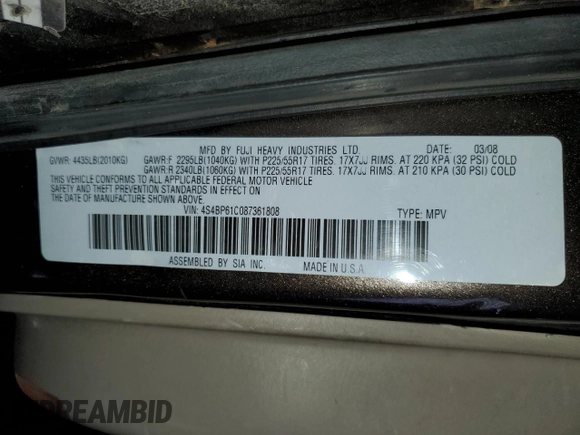 MFD BY FUJI HEAVY INDUSTRIES LTD. 03/08
GVWR: 4435LB(2010KG) GAWR:F 2295LB(1040KG) WITH P225/55R17 TIRES. 17X7JJ RIMS. AT 220 KPA (32 PSI) COLD
GAWR:R 2340LB(1060KG) WITH P225/55R17 TIRES. 17X7JJ RIMS. AT 210 KPA (30 PSI) COLD
THIS VEHICLE CONFORMS TO ALL APPLICABLE FEDERAL MOTOR VEHICLE
SAFETY AND THEFT PREVENTION STANDARDS IN EFFECT ON
THE DATE OF MANUFACTURE SHOWN ABOVE.
VIN: 4S4BP61C087361808 TYPE: MPV
ASSEMBLED BY SIA INC. MADE IN U.S.A.
DREAMBID